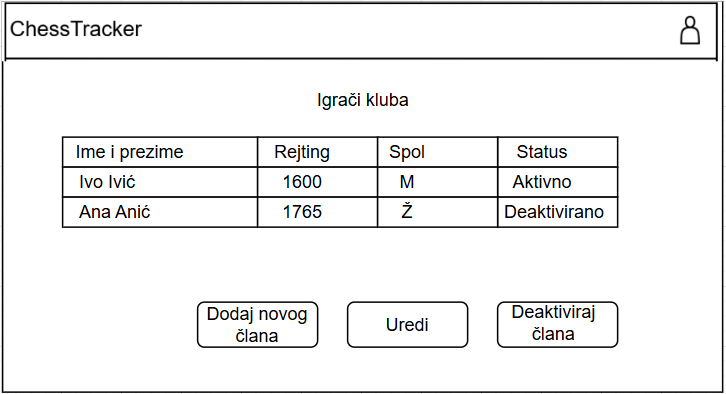 ChessTracker
Igrači kluba
Ime i prezime Rejting Spol Status
Ivo Ivić 1600 M Aktivno
Ana Anić 1765 Ž Deaktivirano
Dodaj novog
člana
Uredi
Deaktiviraj
člana